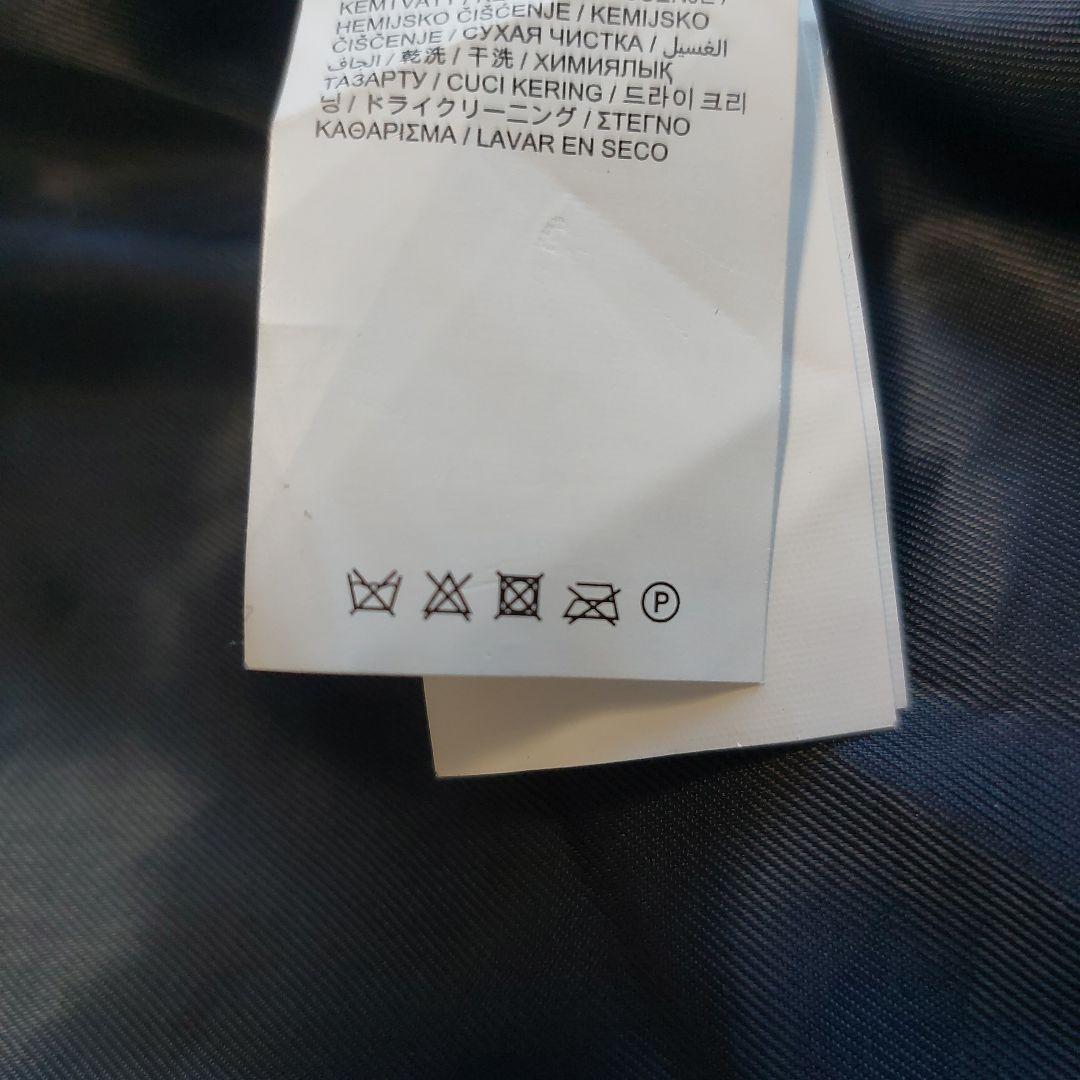 KEMTVÄTT /
HEMIJSKO ČIŠĆENJE / KEMIJSKO
ČIŠĆENJE / СУХАЯ ЧИСТКА / الغسيل
الجاف / 乾洗 / 干洗 / ХИМИЯЛЫҚ
ТАЗАРТУ / CUCI KERING / 드라이 크리
닝 / ドライクリーニング / ΣΤΕΓΝΟ
ΚΑΘΑΡΙΣΜΑ / LAVAR EN SECO
P